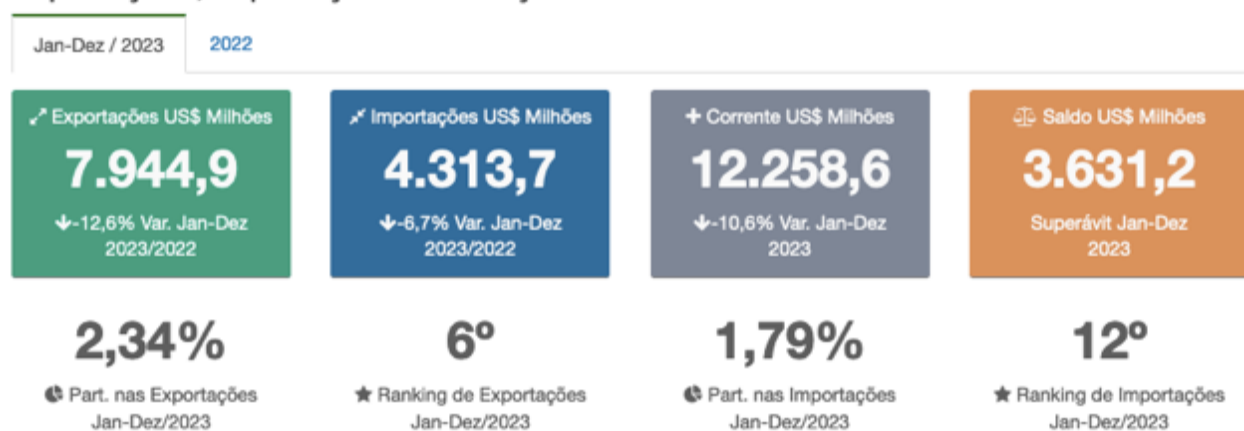 Jan-Dez / 2023
2022
Exportações US$ Milhões
7.944,9
-12,6% Var. Jan-Dez
2023/2022
Importações US$ Milhões
4.313,7
-6,7% Var. Jan-Dez
2023/2022
+ Corrente US$ Milhões
12.258,6
-10,6% Var. Jan-Dez
2023
Saldo US$ Milhões
3.631,2
Superávit Jan-Dez
2023
2,34%
Part. nas Exportações
Jan-Dez/2023
6º
Ranking de Exportações
Jan-Dez/2023
1,79%
Part. nas Importações
Jan-Dez/2023
12º
Ranking de Importações
Jan-Dez/2023